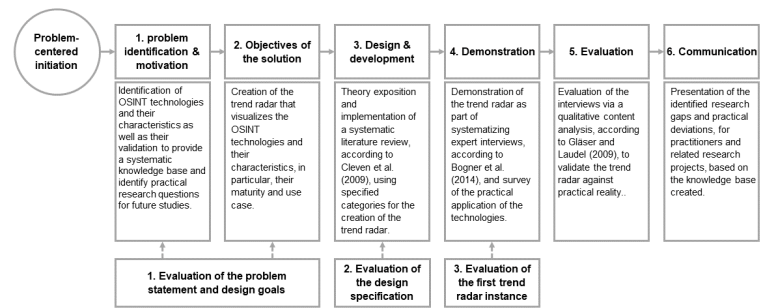 Problem-
centered
initiation
1. problem
identification &
motivation
Identification of
OSINT technologies
and their
characteristics as
well as their
validation to provide
a systematic
knowledge base and
identify practical
research questions
for future studies.
2. Objectives of
the solution
Creation of the
trend radar that
visualizes the
OSINT
technologies and
their
characteristics, in
particular, their
maturity and use
case.
3. Design &
development
Theory exposition
and
implementation of
a systematic
literature review,
according to
Cleven et al.
(2009), using
specified
categories for the
creation of the
trend radar.
4. Demonstration
Demonstration of
the trend radar as
part of
systematizing
expert interviews,
according to
Bogner et al.
(2014), and survey
of the practical
application of the
technologies.
5. Evaluation
Evaluation of the
interviews via a
qualitative content
analysis, according
to Gläser and
Laudel (2009), to
validate the trend
radar against
practical reality..
6. Communication
Presentation of the
identified research
gaps and practical
deviations, for
practitioners and
related research
projects, based on
the knowledge base
created.
1. Evaluation of the problem
statement and design goals
2. Evaluation of
the design
specification
3. Evaluation of
the first trend
radar instance